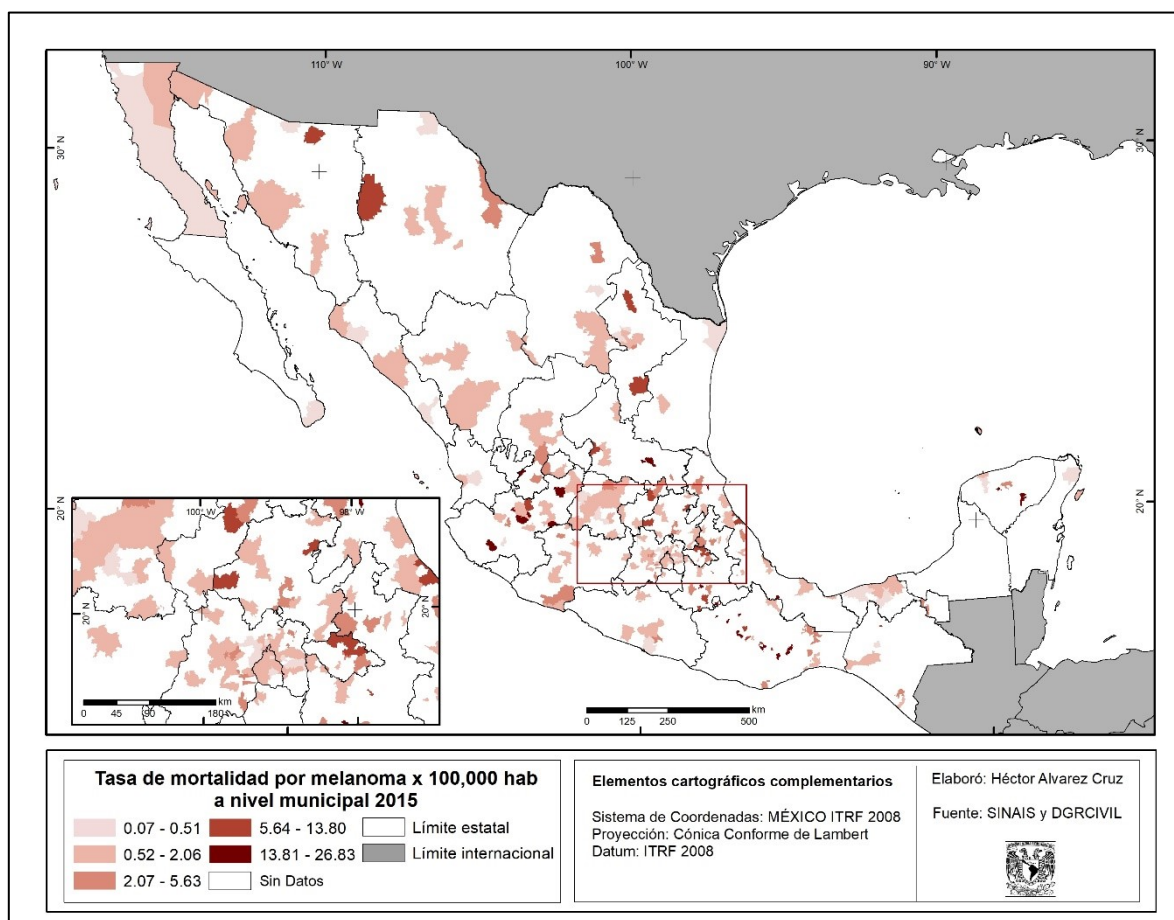 110° W
100° W
90° W
30° N
30° N
20° N
20° N
100° W
98° W
20° N
20° N
km
0 45 90 180
km
0 125 250 500
Tasa de mortalidad por melanoma x 100,000 hab
a nivel municipal 2015
0.07 - 0.51
0.52 - 2.06
2.07 - 5.63
5.64 - 13.80
13.81 - 26.83
Sin Datos
Límite estatal
Límite internacional
Elementos cartográficos complementarios
Sistema de Coordenadas: MÉXICO ITRF 2008
Proyección: Cónica Conforme de Lambert
Datum: ITRF 2008
Elaboró: Héctor Alvarez Cruz
Fuente: SINAIS y DGRCIVIL